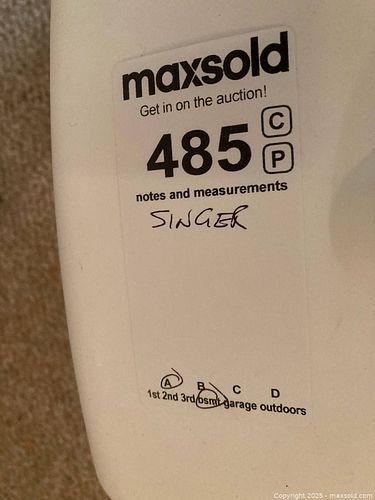 maxsold
Get in on the auction!
485 C
P
notes and measurements
SINGER
A B C D
1st 2nd 3rd bsmt garage outdoors
Copyright 2025 - maxsold.com